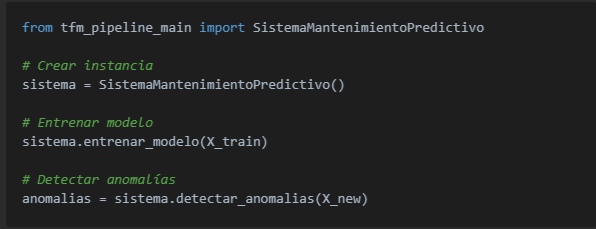 from tfm_pipeline_main import SistemaMantenimientoPredictivo
# Crear instancia
sistema = SistemaMantenimientoPredictivo()
# Entrenar modelo
sistema.entrenar_modelo(X_train)
# Detectar anomalías
anomalias = sistema.detectar_anomalias(X_new)